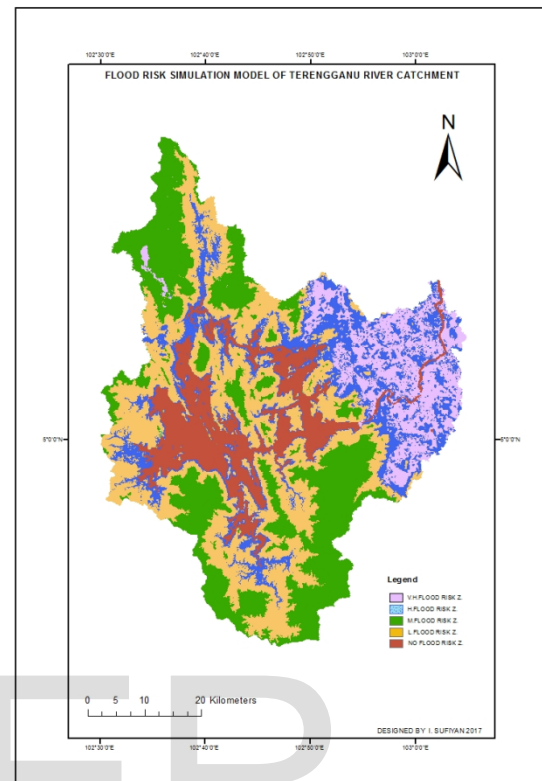 102°30'0"E 102°40'0"E 102°50'0"E 103°0'0"E
FLOOD RISK SIMULATION MODEL OF TERENGGANU RIVER CATCHMENT
N
5°0'0"N 5°0'0"N
Legend
V.H.FLOOD RISK Z.
H.FLOOD RISK Z.
M.FLOOD RISK Z.
L.FLOOD RISK Z.
NO FLOOD RISK Z.
0 5 10 20 Kilometers
DESIGNED BY I. SUFIYAN 2017
102°30'0"E 102°40'0"E 102°50'0"E 103°0'0"E